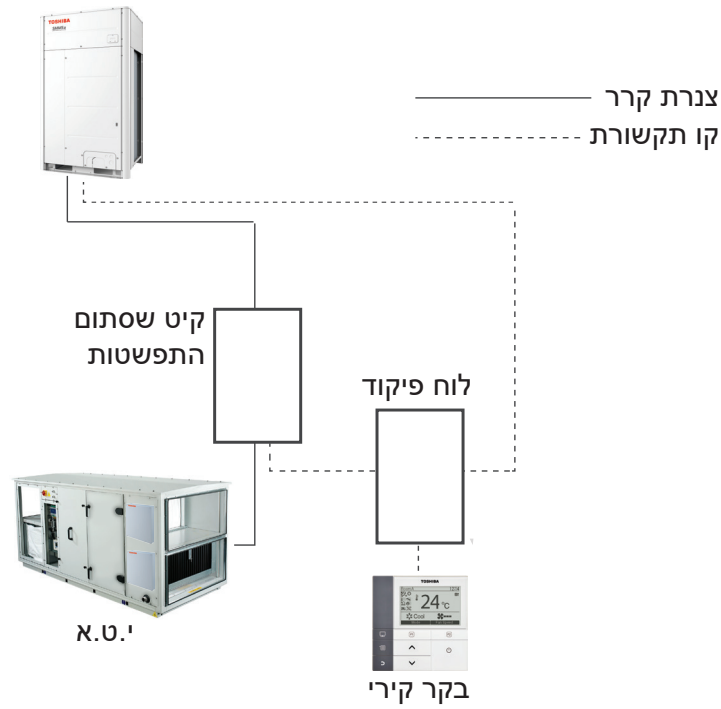 TOSHIBA
צנרת קרר
קו תקשורת
קיט שסתום
התפשטות
לוח פיקוד
י.ט.א
TOSHIBA
24°C
Cool
בקר קירי